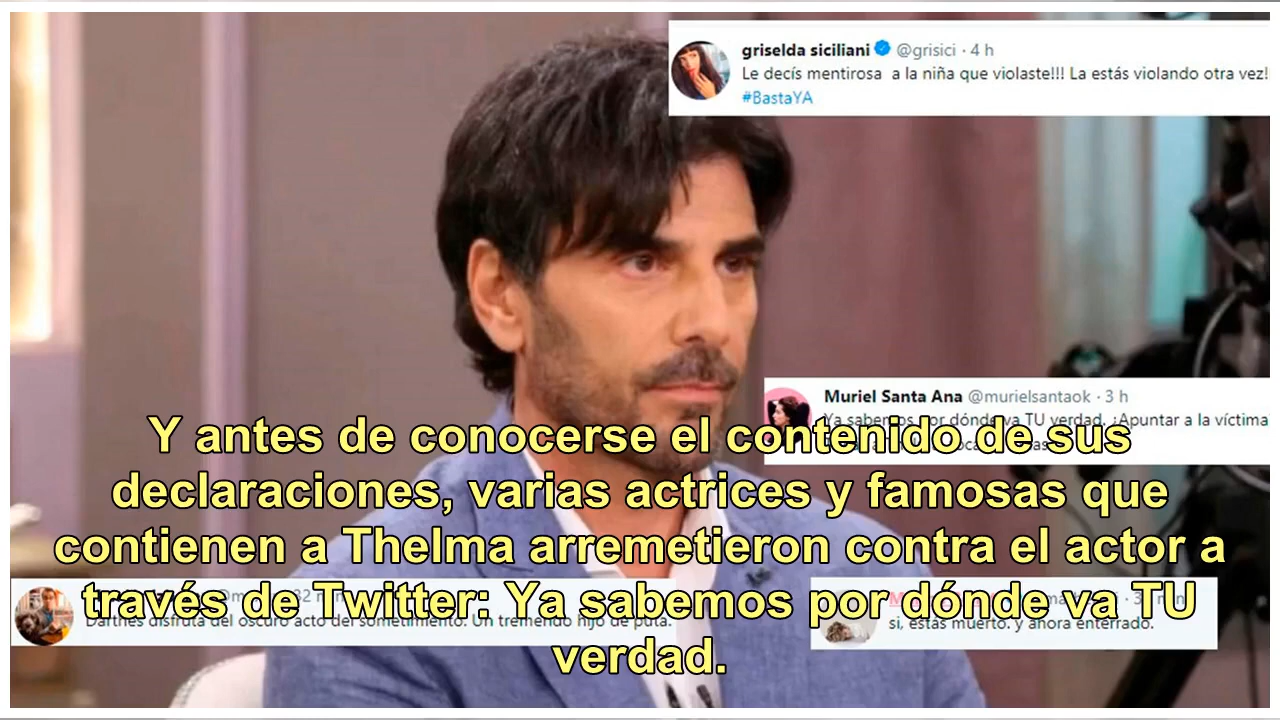 griselda siciliani @grisici · 4 h
Le decís mentirosa a la niña que violaste!!! La estás violando otra vez!
#BastaYA
Muriel Santa Ana @murielsantaok · 3 h
Ya sabemos por dónde va TU verdad. ¡Apuntar a la víctima
Y antes de conocerse el contenido de sus
declaraciones, varias actrices y famosas que
contienen a Thelma arremetieron contra el actor a
través de Twitter: Ya sabemos por dónde va TU
verdad.
Darthés disfruta del oscuro acto del sometimiento. Un tremendo hijo de puta.
si, estás muerto. y ahora enterrado.